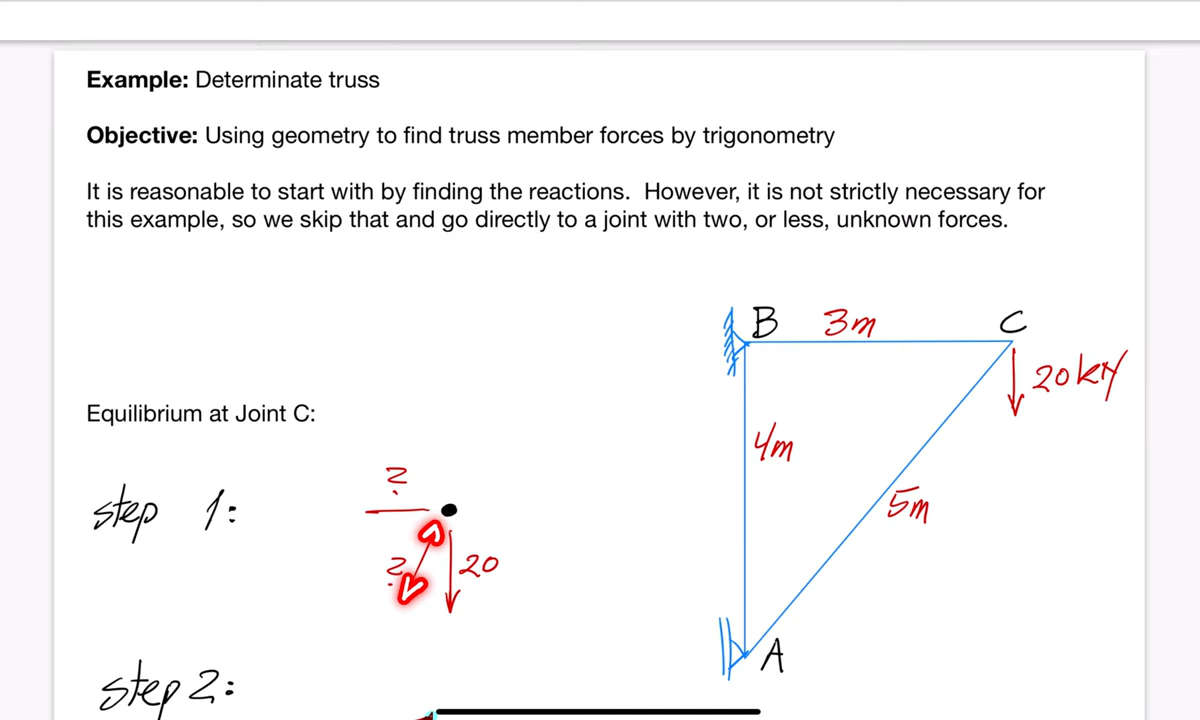 Example: Determinate truss
Objective: Using geometry to find truss member forces by trigonometry
It is reasonable to start with by finding the reactions. However, it is not strictly necessary for
this example, so we skip that and go directly to a joint with two, or less, unknown forces.
B 3m C
20kN
Equilibrium at Joint C:
4m
step 1:
?
? 20
5m
A
step 2: